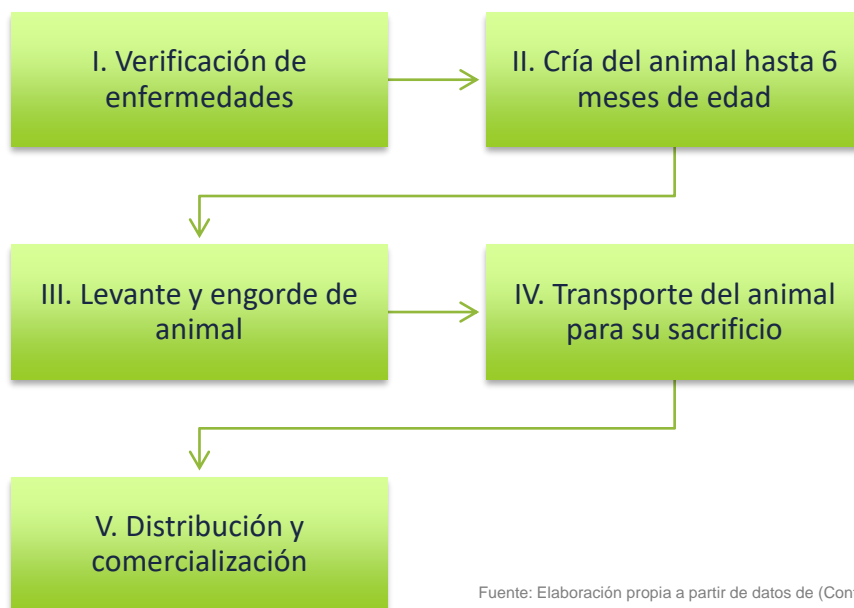 I. Verificación de
enfermedades
II. Cría del animal hasta 6
meses de edad
III. Levante y engorde de
animal
IV. Transporte del animal
para su sacrificio
V. Distribución y
comercialización
Fuente: Elaboración propia a partir de datos de (Con